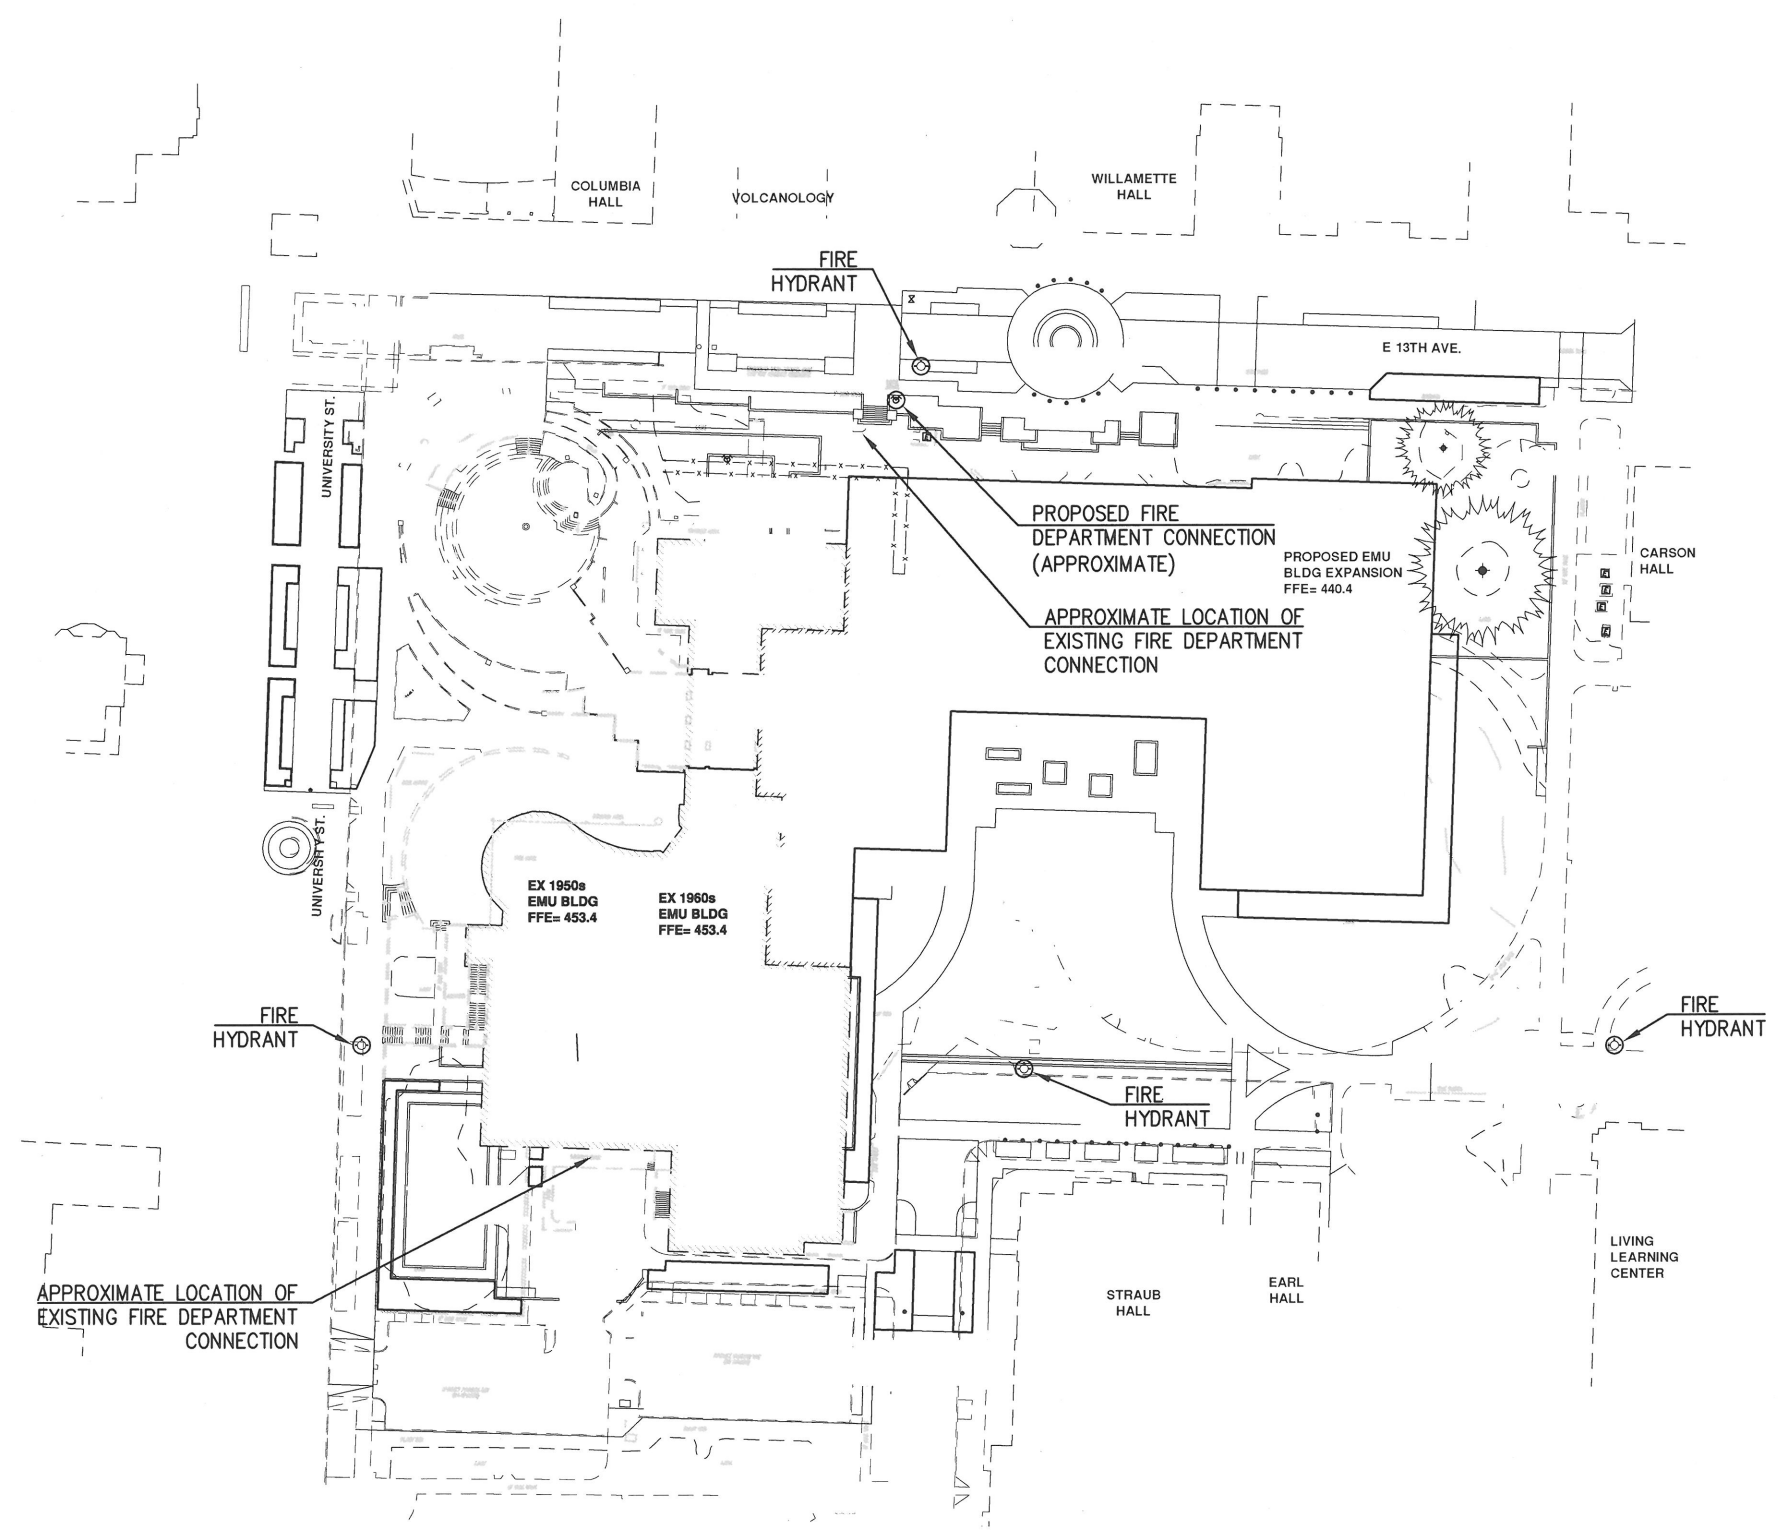 COLUMBIA
HALL
VOLCANOLOGY
WILLAMETTE
HALL
FIRE
HYDRANT
E 13TH AVE.
UNIVERSITY ST.
PROPOSED FIRE
DEPARTMENT CONNECTION
(APPROXIMATE)
PROPOSED EMU
BLDG EXPANSION
FFE= 440.4
CARSON
HALL
APPROXIMATE LOCATION OF
EXISTING FIRE DEPARTMENT
CONNECTION
UNIVERSITY ST.
EX 1950s
EMU BLDG
FFE= 453.4
EX 1960s
EMU BLDG
FFE= 453.4
FIRE
HYDRANT
FIRE
HYDRANT
FIRE
HYDRANT
APPROXIMATE LOCATION OF
EXISTING FIRE DEPARTMENT
CONNECTION
STRAUB
HALL
EARL
HALL
LIVING
LEARNING
CENTER